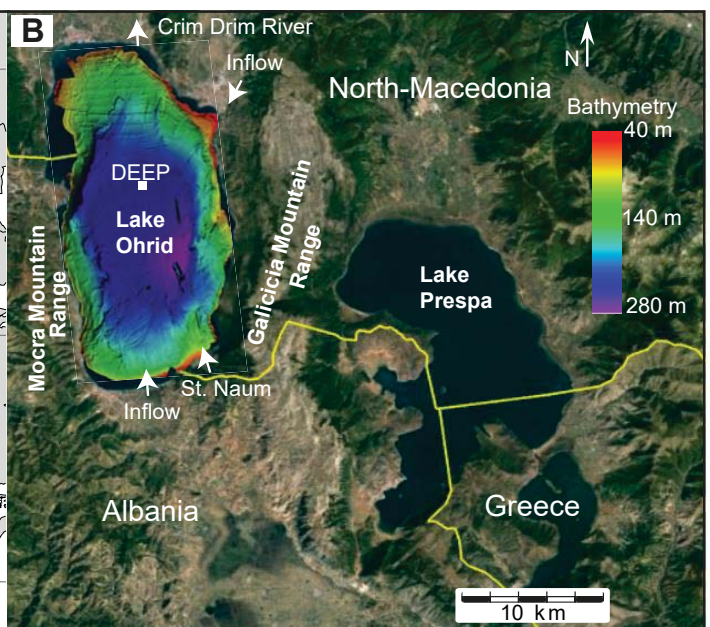 B
Crim Drim River
Inflow
N
North-Macedonia
Bathymetry
40 m
140 m
280 m
DEEP
Lake
Ohrid
Mocra Mountain
Range
Galicicia Mountain
Range
Lake
Prespa
St. Naum
Inflow
Albania
Greece
10 km